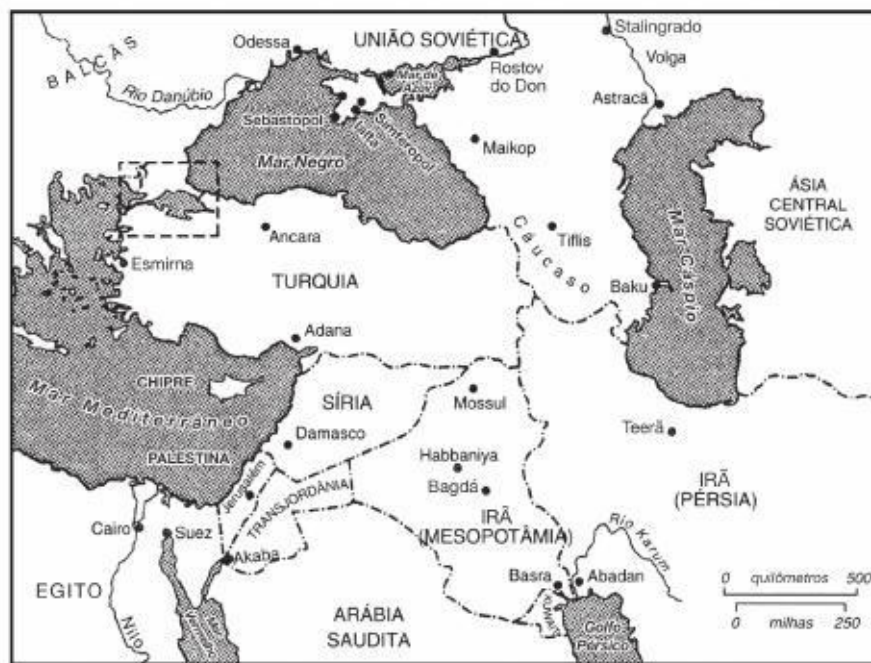 BALCÃS
Rio Danúbio
Odessa
UNIÃO SOVIÉTICA
Mar de
Azov
Rostov
do Don
Stalingrado
Volga
Astracã
Sebastopol
Ialta
Simferopol
Maikop
Mar Negro
ÁSIA
CENTRAL
SOVIÉTICA
Cáucaso
Tiflis
Mar Cáspio
Baku
Ancara
Esmirna
TURQUIA
Adana
CHIPRE
Mar Mediterrâneo
SÍRIA
Mossul
Teerã
Damasco
PALESTINA
Habbaniya
Bagdá
Jerusalém
TRANSJORDÂNIA
IRÃ
(MESOPOTÂMIA)
IRÃ
(PÉRSIA)
Cairo
Suez
Akaba
Rio Karum
Basra
Abadan
EGITO
KUWAIT
Nilo
Mar
Vermelho
ARÁBIA
SAUDITA
Golfo
Pérsico
0 quilômetros 500
0 milhas 250